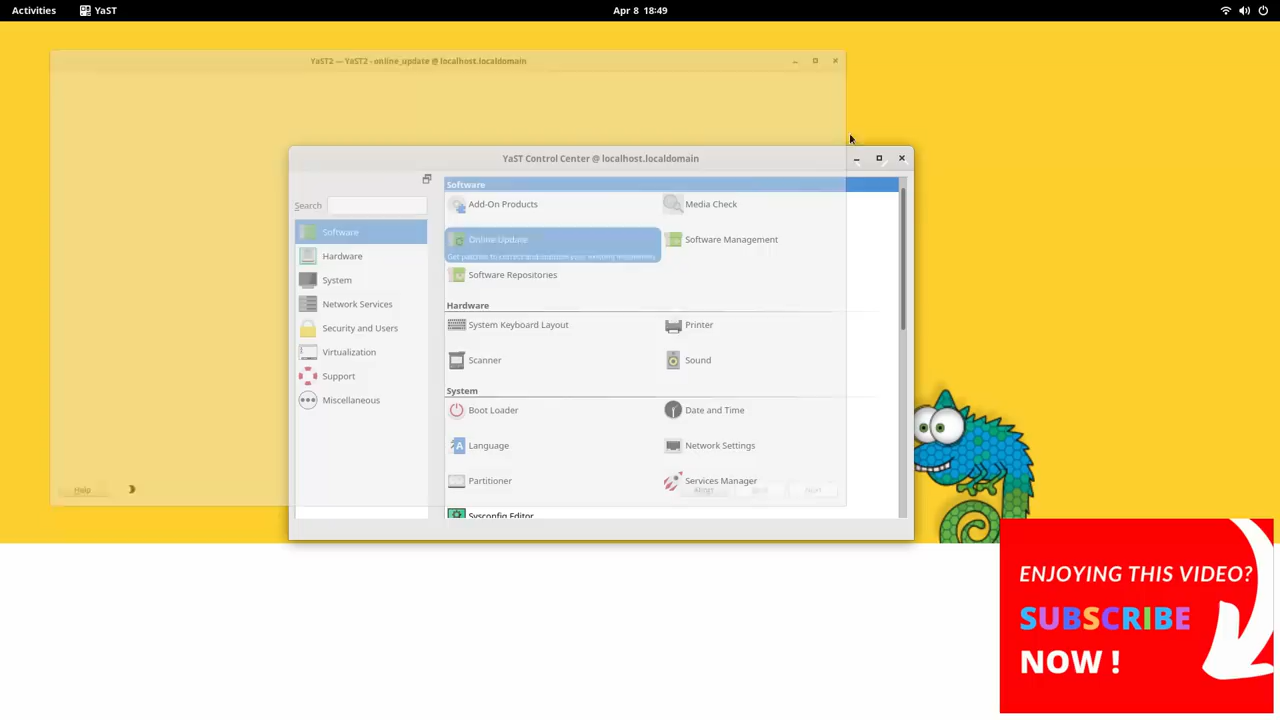 Activities
YaST
Apr 8 18:49
YaST2 — YaST2 - online_update @ localhost.localdomain
YaST Control Center @ localhost.localdomain
Search
Software
Hardware
System
Network Services
Security and Users
Virtualization
Support
Miscellaneous
Software
Add-On Products
Media Check
Online Update
Software Management
Software Repositories
Hardware
System Keyboard Layout
Printer
Scanner
Sound
System
Boot Loader
Date and Time
Language
Network Settings
Partitioner
Services Manager
Sysconfig Editor
Help
Abort
Next
ENJOYING THIS VIDEO?
SUBSCRIBE
NOW !